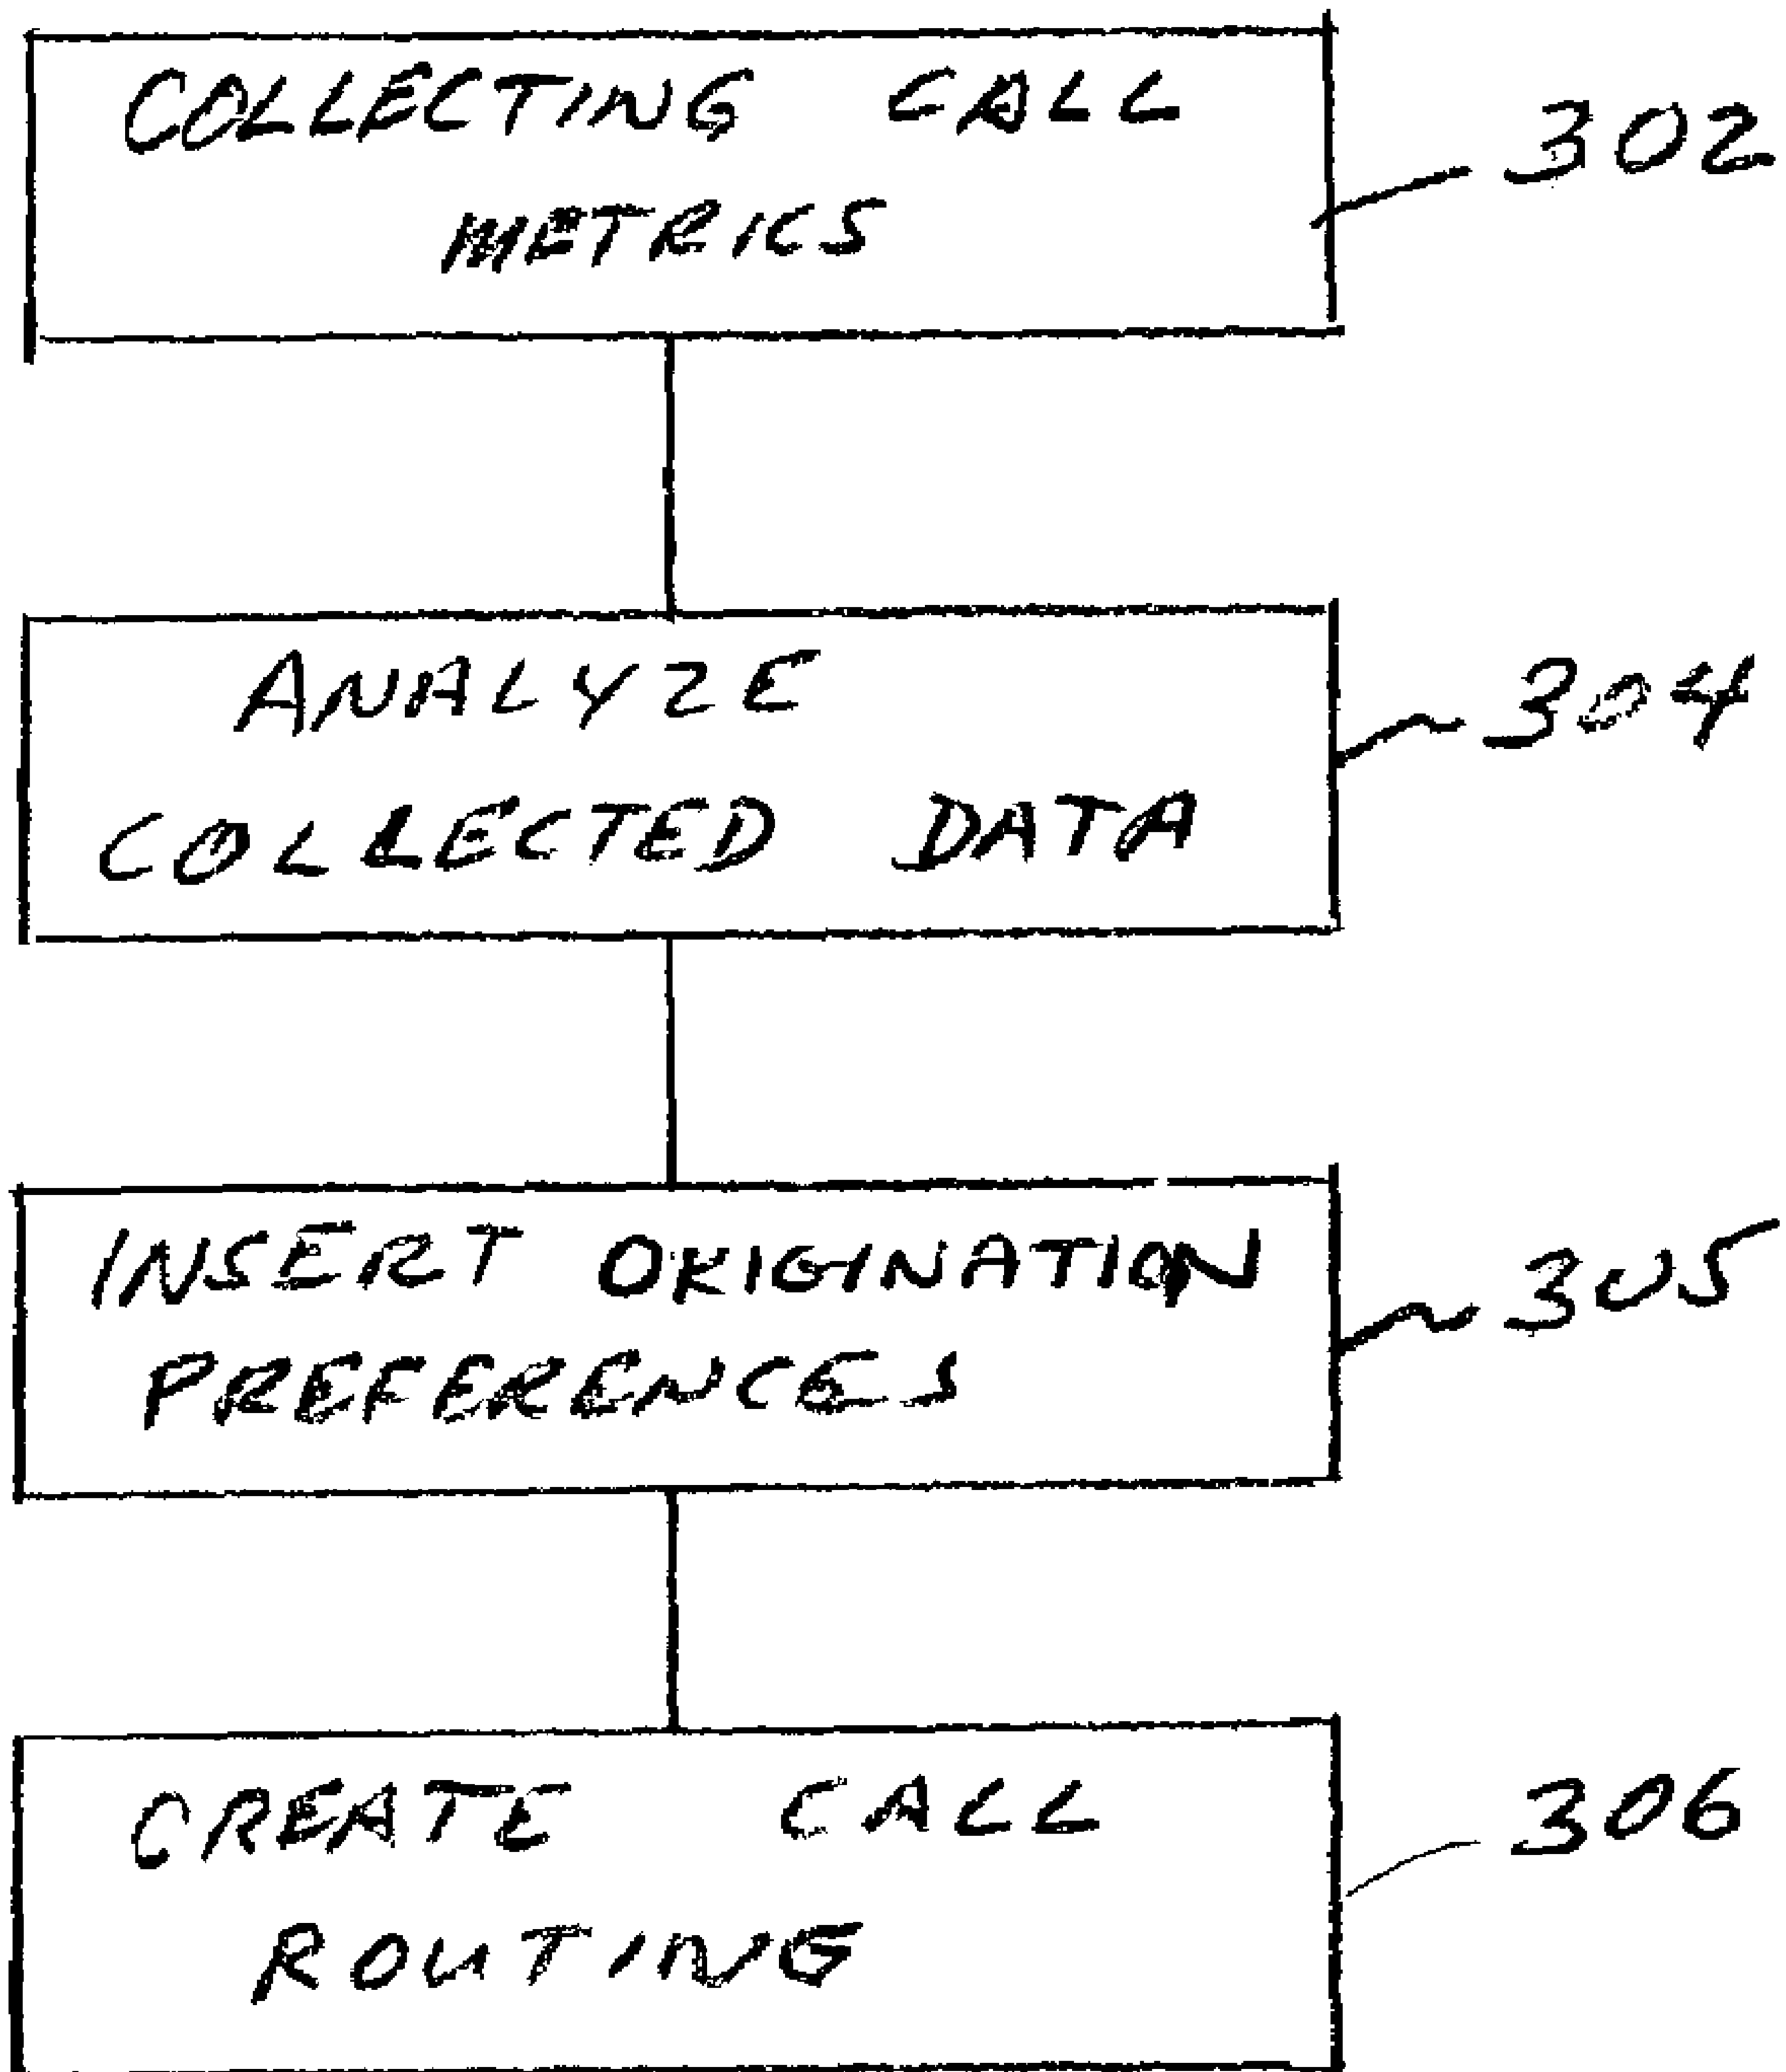 COLLECTING CALL
METRICS
302
ANALYZE
COLLECTED DATA
304
INSERT ORIGINATION
PREFERENCES
305
CREATE CALL
ROUTING
306